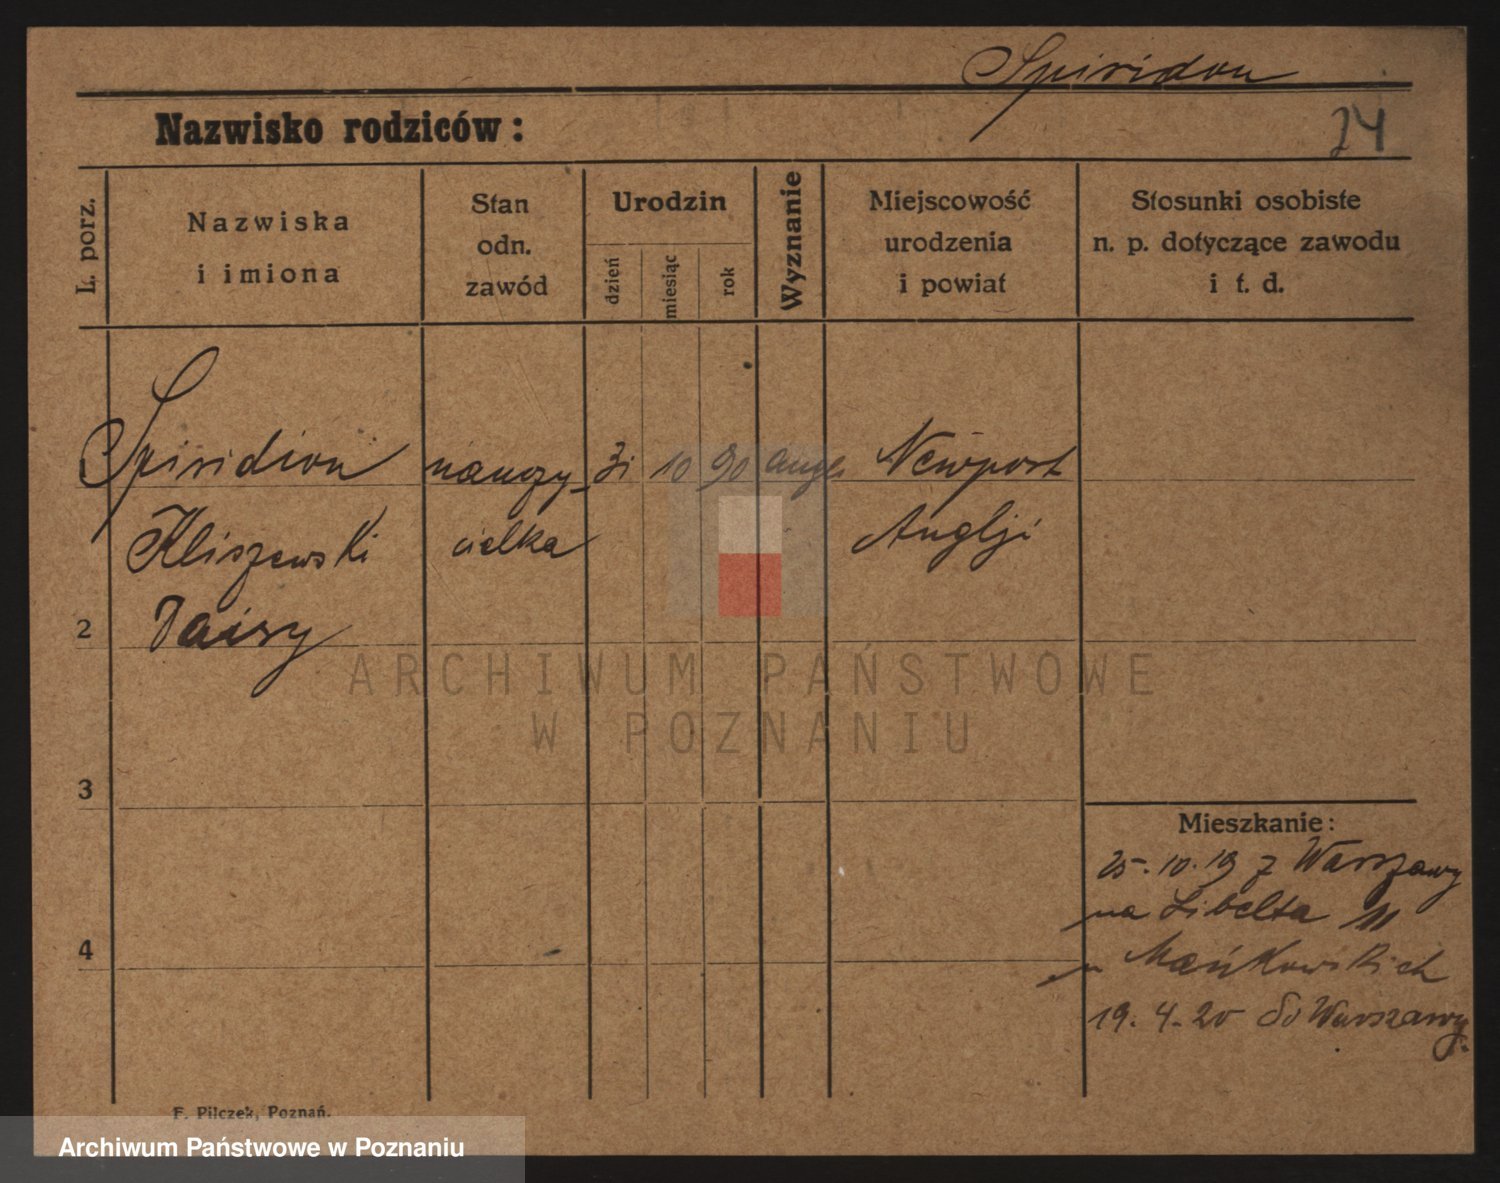 Spiridon
Nazwisko rodziców:
24
L. porz.
Nazwiska
i imiona
Stan
odn.
zawód
Urodzin
dzień
miesiąc
rok
Wyznanie
Miejscowość
urodzenia
i powiat
Stosunki osobiste
n. p. dotyczące zawodu
i t. d.
1
Spiridion nauczy- 31 10 90 angl. Newport
Kliszewski cielka Anglji
2
Daisy
ARCHIWUM PAŃSTWOWE
W POZNANIU
3
Mieszkanie:
25.10.19 z Warszawy
na Libelta 11
u Mańkowskich
4
19.4.20 do Warszawy.
F. Pilczek, Poznań.
Archiwum Państwowe w Poznaniu